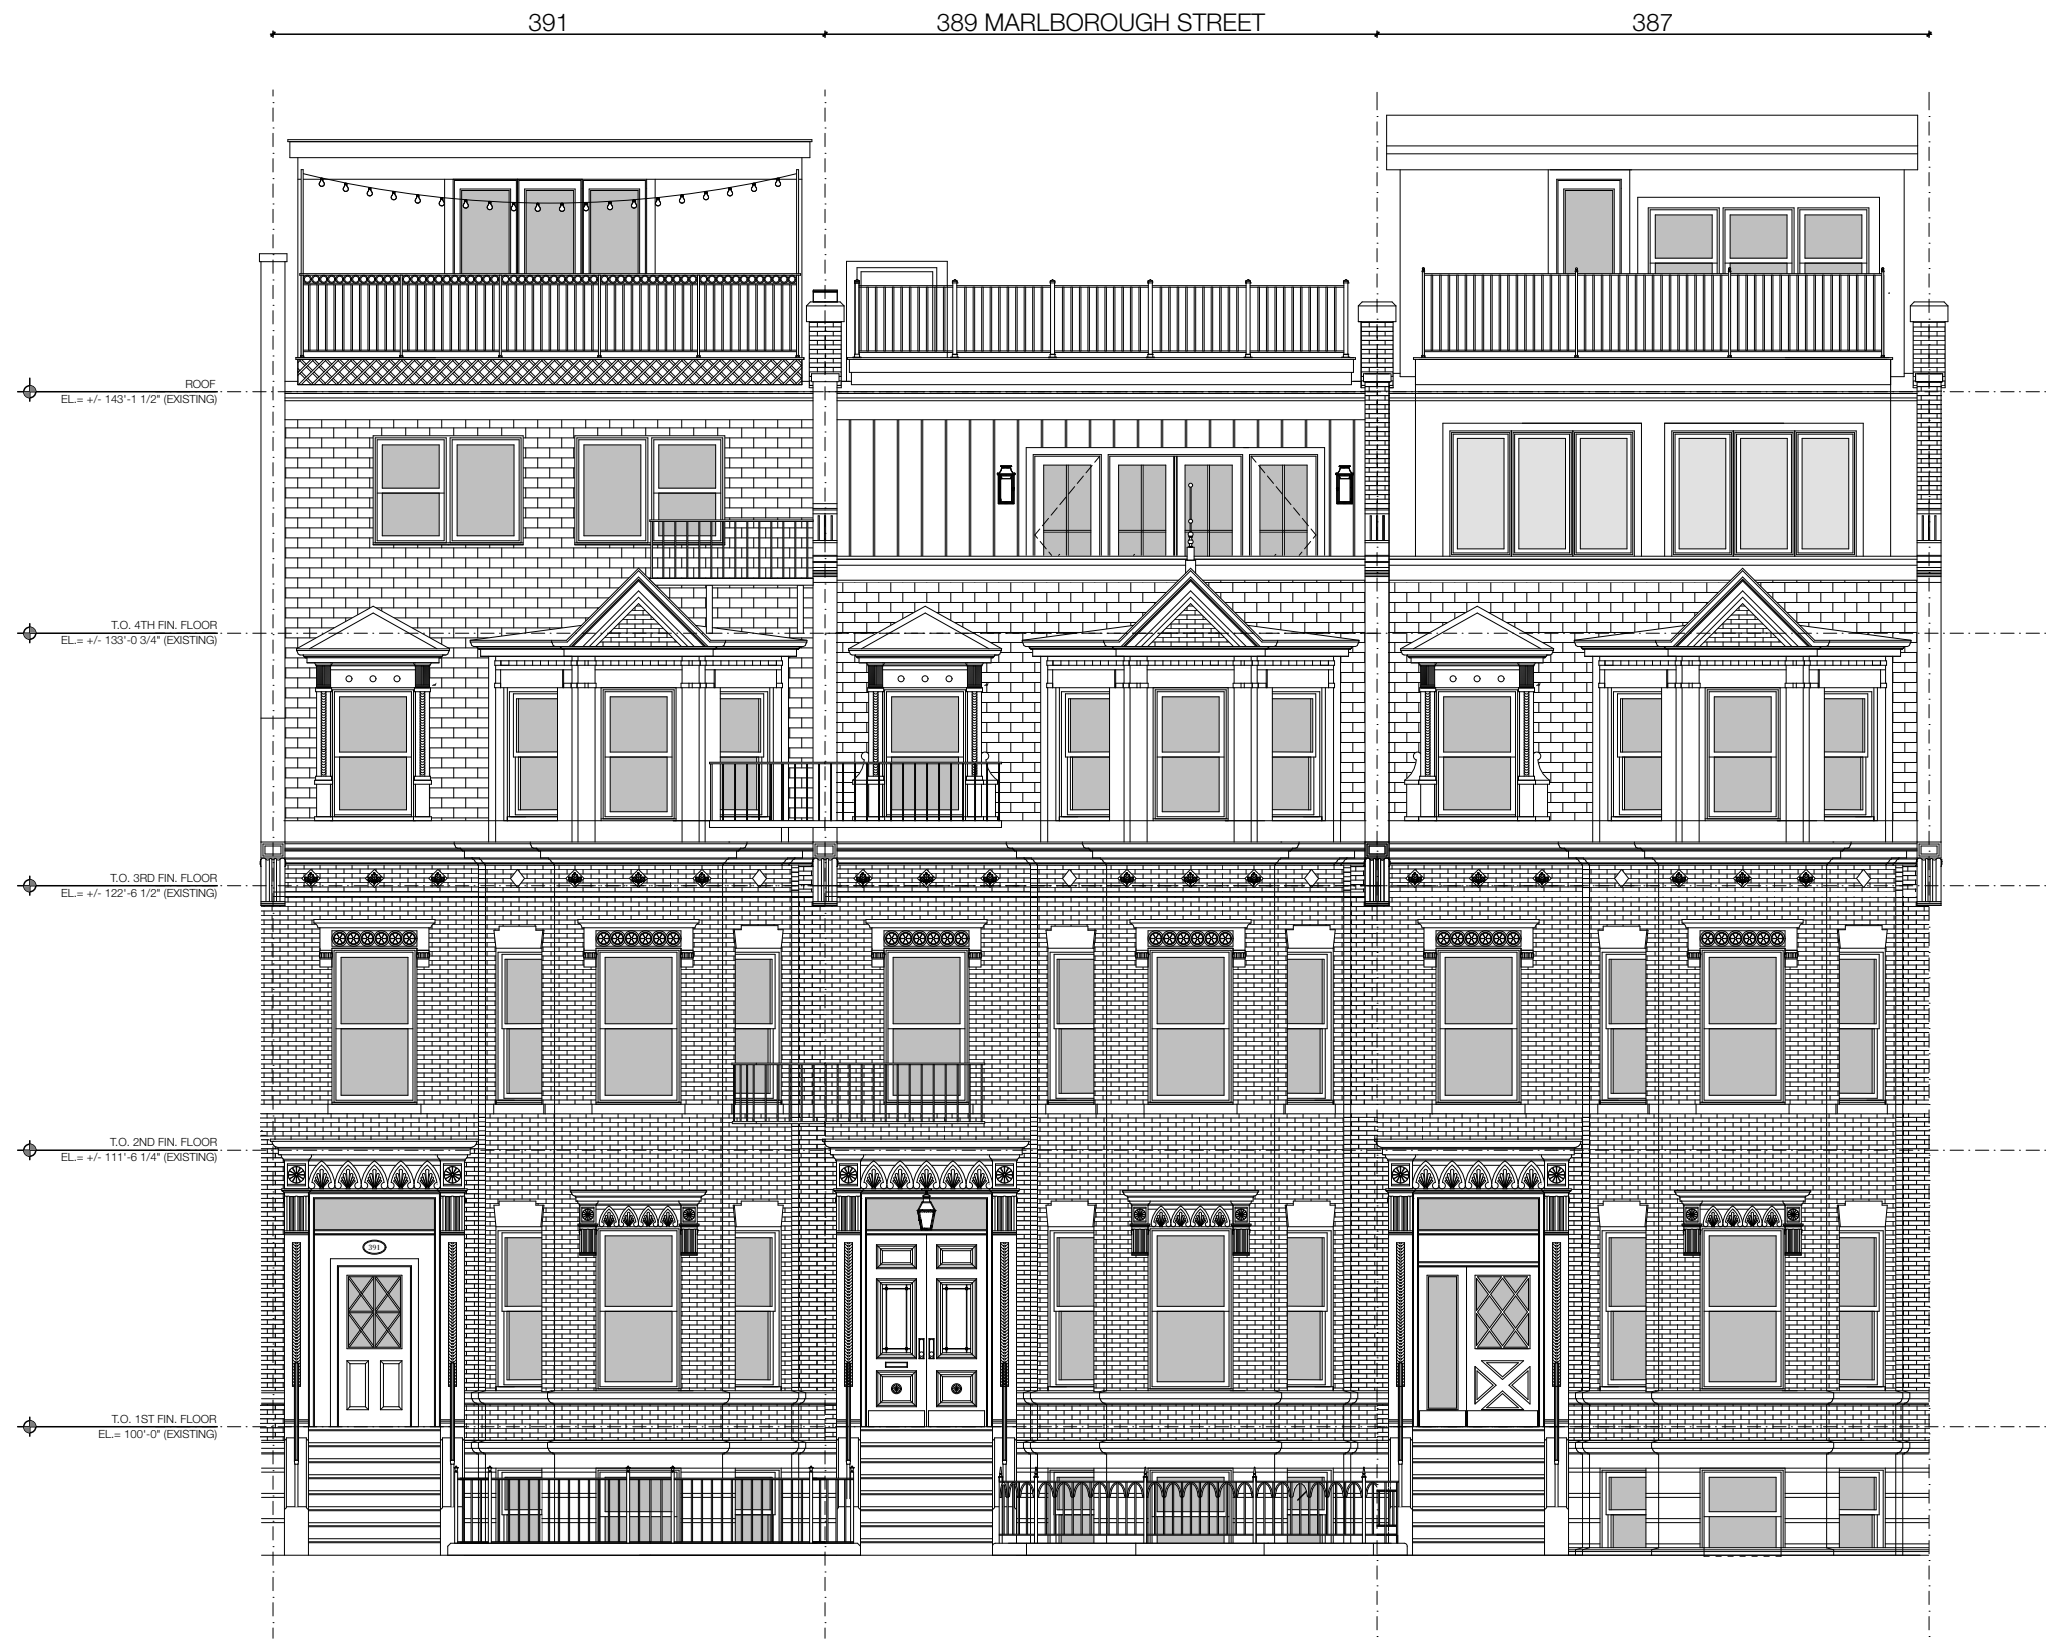 391
389 MARLBOROUGH STREET
387
ROOF
EL.= +/- 143'-1 1/2" (EXISTING)
T.O. 4TH FIN. FLOOR
EL.= +/- 133'-0 3/4" (EXISTING)
T.O. 3RD FIN. FLOOR
EL.= +/- 122'-6 1/2" (EXISTING)
T.O. 2ND FIN. FLOOR
EL.= +/- 111'-6 1/4" (EXISTING)
391
T.O. 1ST FIN. FLOOR
EL.= 100'-0" (EXISTING)